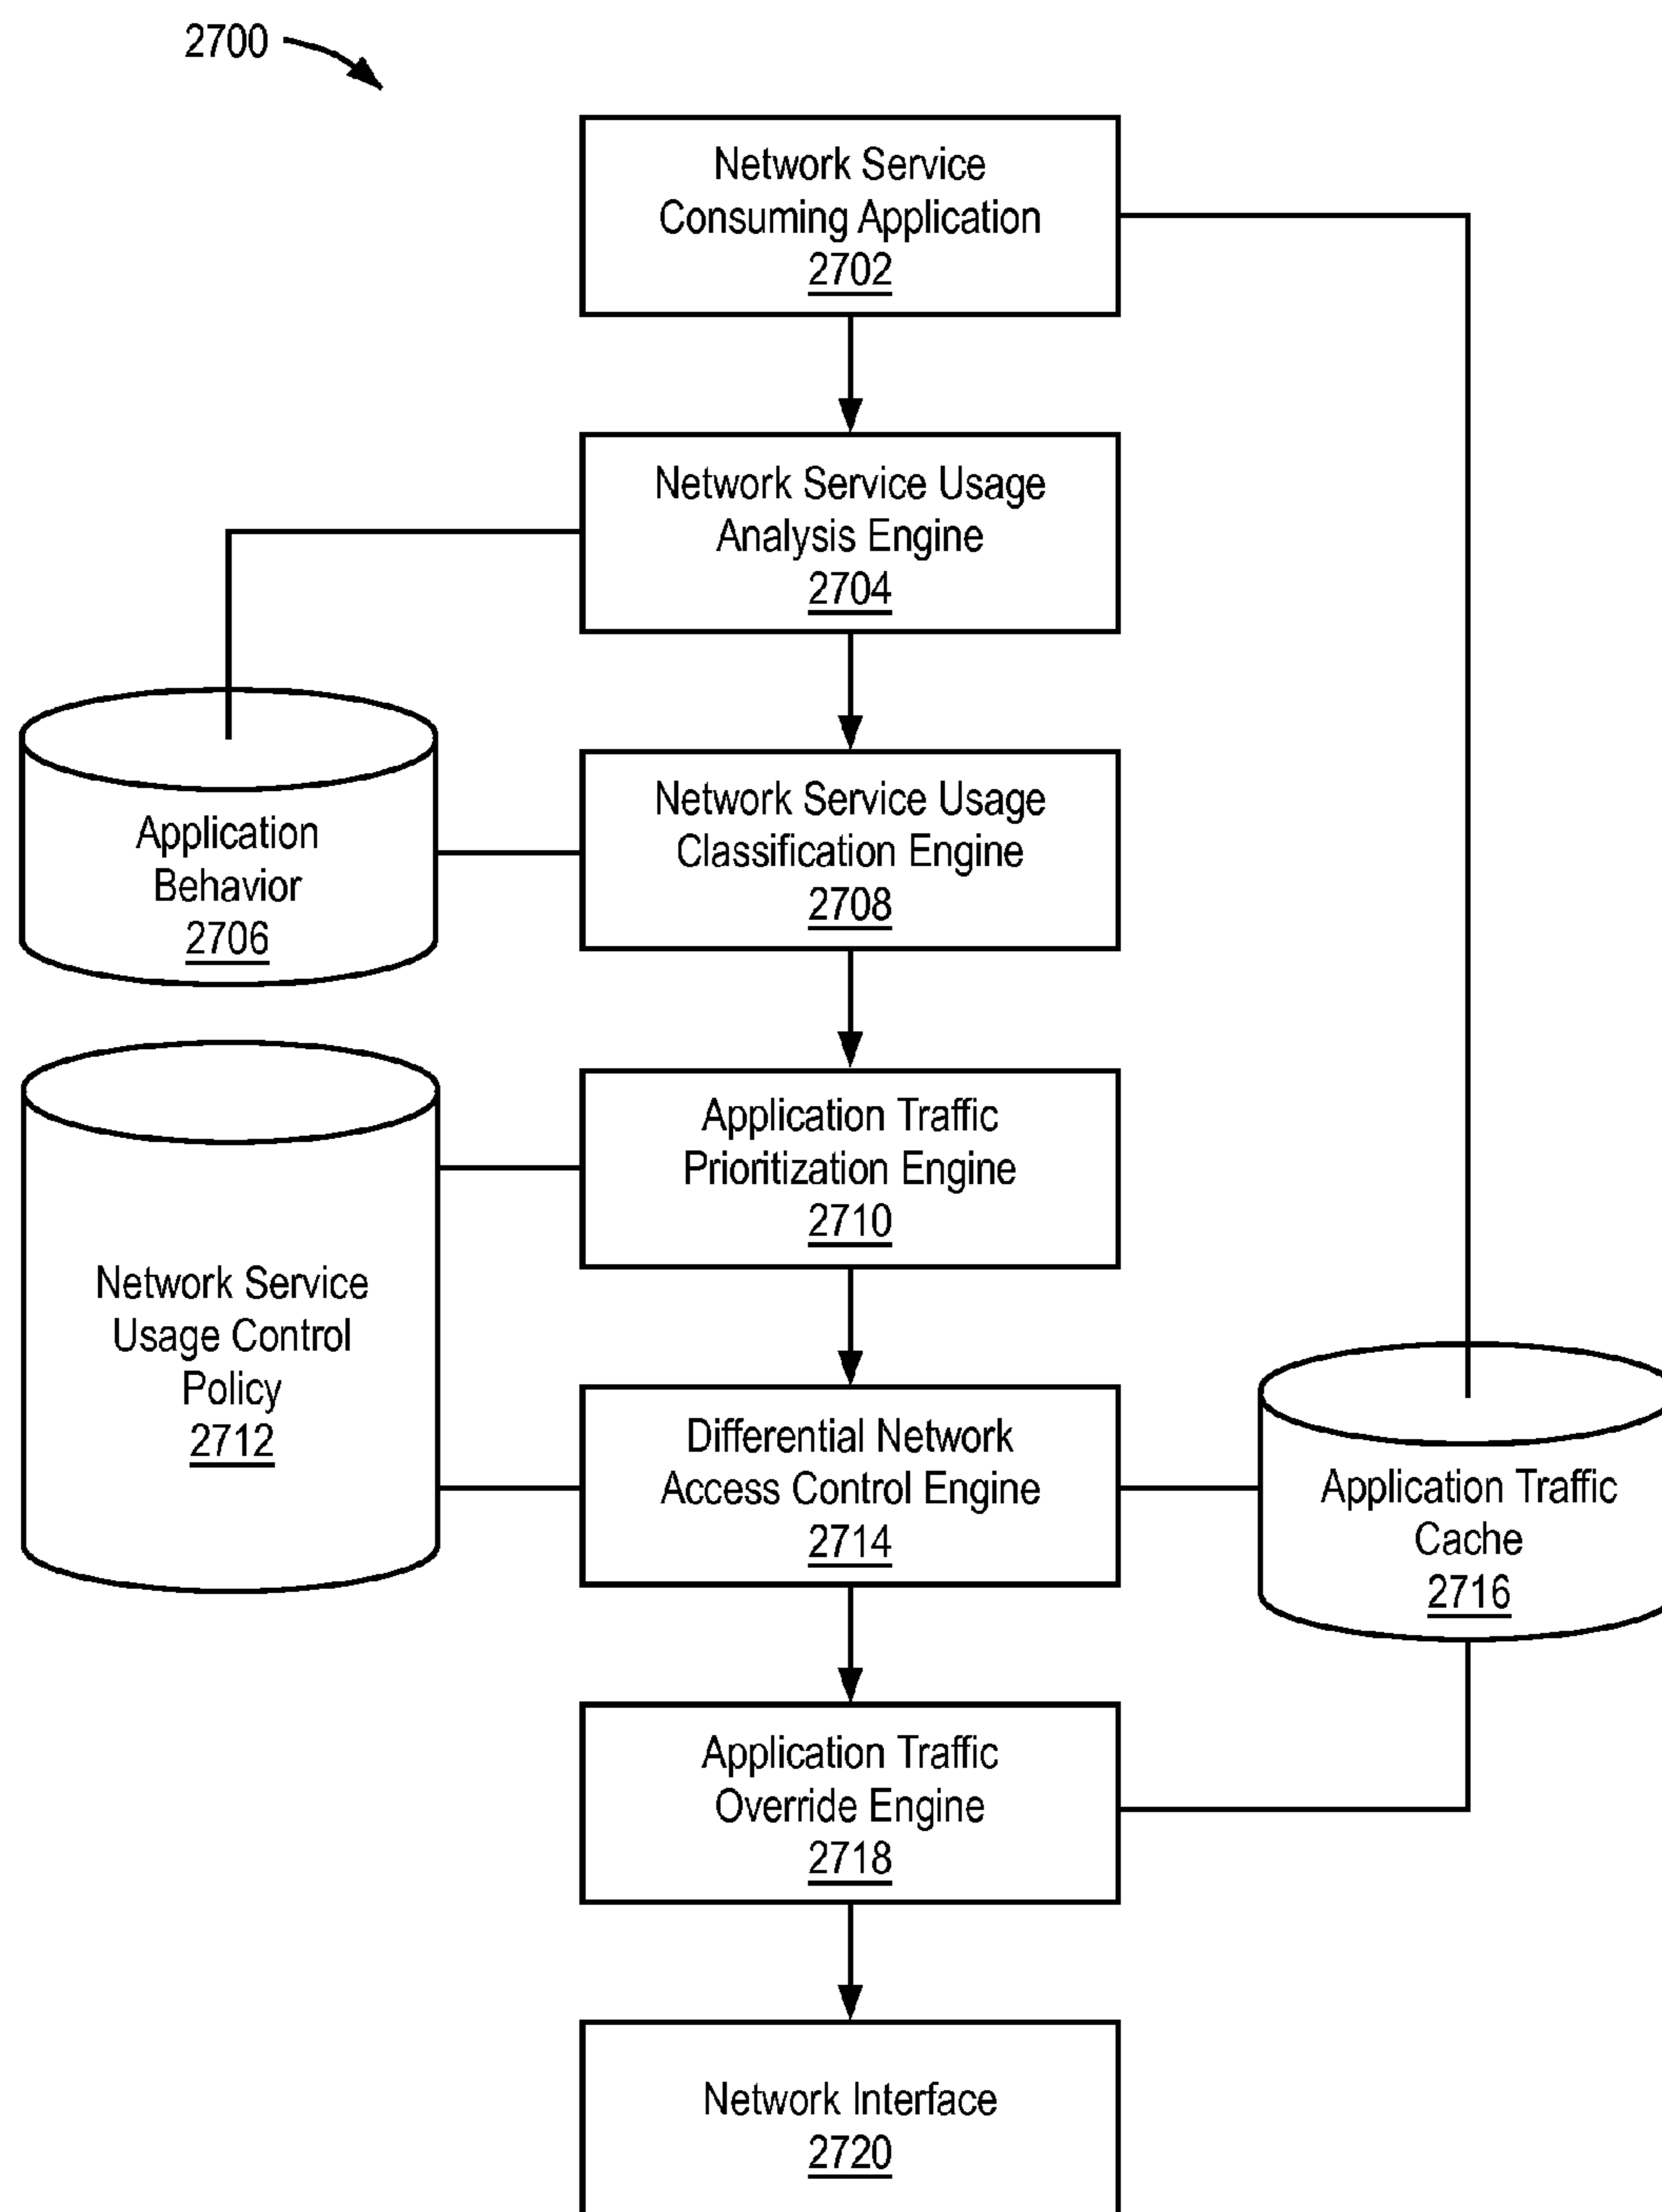 2700
Network Service
Consuming Application
2702
Network Service Usage
Analysis Engine
2704
Application
Behavior
2706
Network Service Usage
Classification Engine
2708
Application Traffic
Prioritization Engine
2710
Network Service
Usage Control
Policy
2712
Differential Network
Access Control Engine
2714
Application Traffic
Cache
2716
Application Traffic
Override Engine
2718
Network Interface
2720